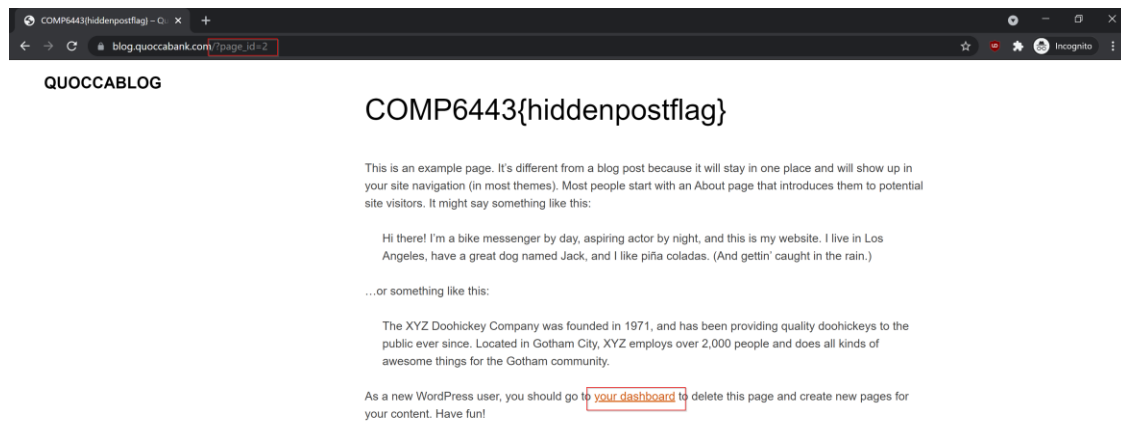 COMP6443{hiddenpostflag} – Qu
blog.quoccabank.com/?page_id=2
Incognito
QUOCCABLOG
COMP6443{hiddenpostflag}
This is an example page. It's different from a blog post because it will stay in one place and will show up in
your site navigation (in most themes). Most people start with an About page that introduces them to potential
site visitors. It might say something like this:
Hi there! I'm a bike messenger by day, aspiring actor by night, and this is my website. I live in Los
Angeles, have a great dog named Jack, and I like piña coladas. (And gettin' caught in the rain.)
…or something like this:
The XYZ Doohickey Company was founded in 1971, and has been providing quality doohickeys to the
public ever since. Located in Gotham City, XYZ employs over 2,000 people and does all kinds of
awesome things for the Gotham community.
As a new WordPress user, you should go to your dashboard to delete this page and create new pages for
your content. Have fun!